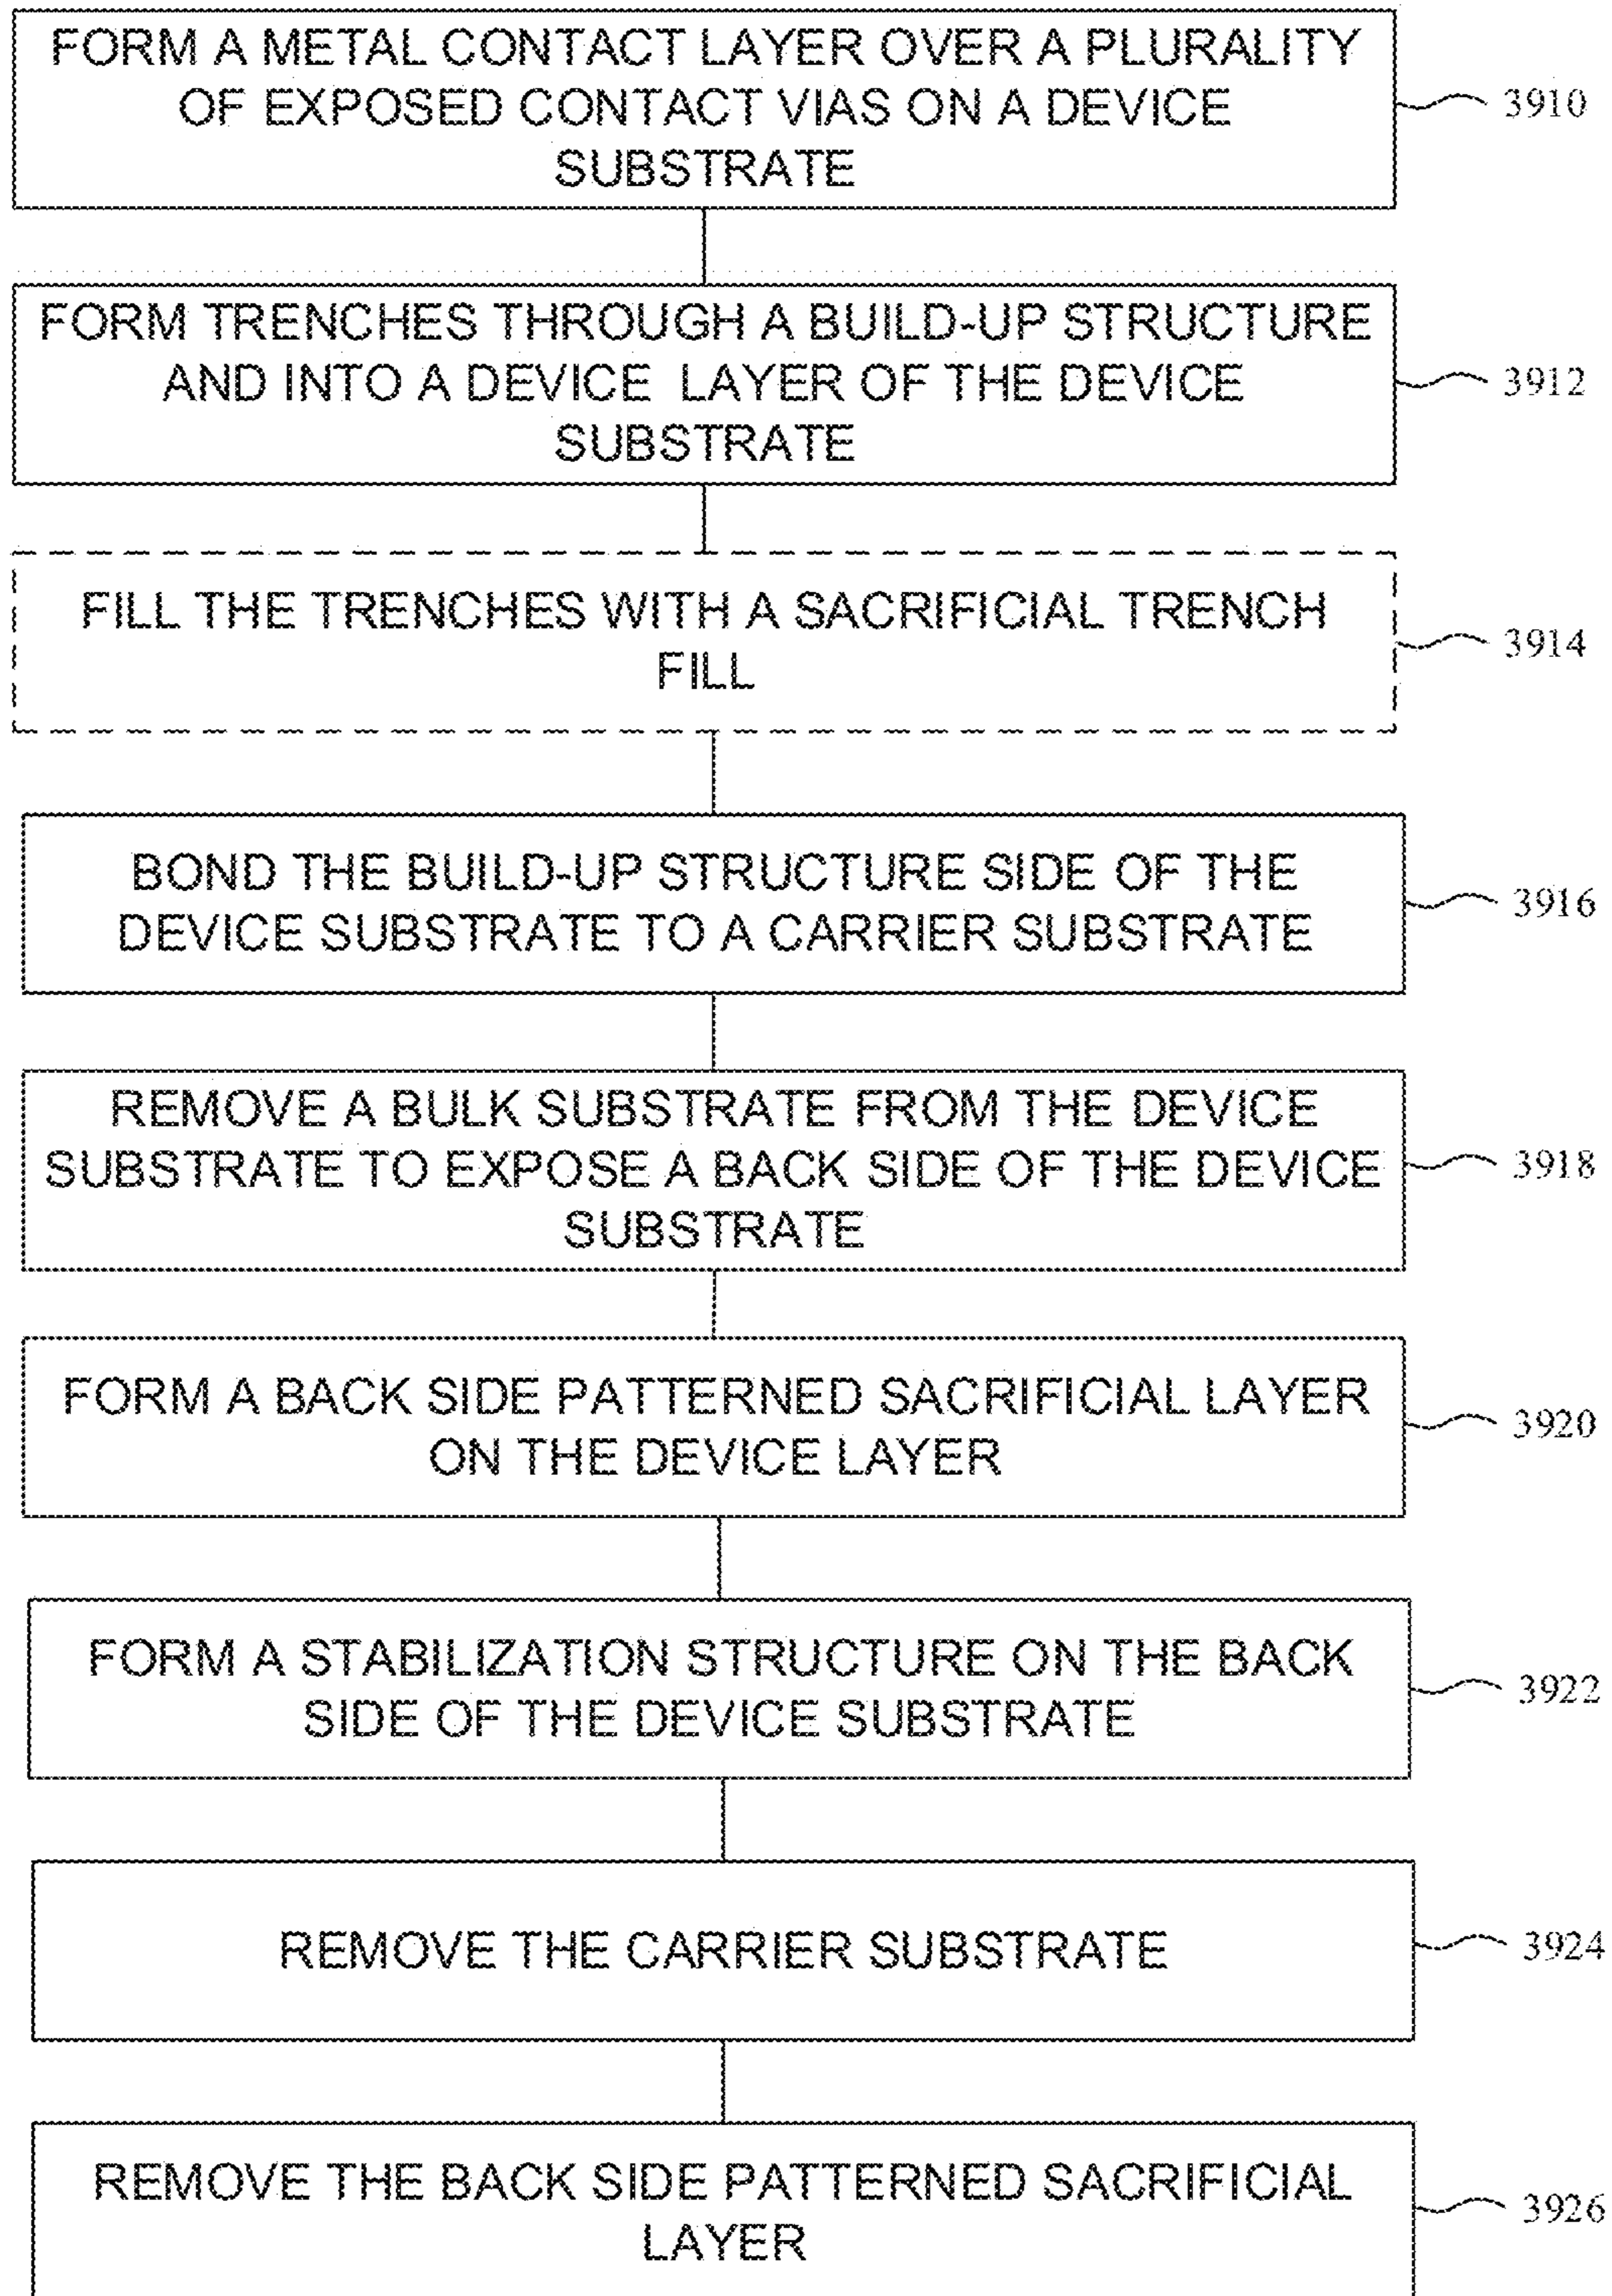 FORM A METAL CONTACT LAYER OVER A PLURALITY
OF EXPOSED CONTACT VIAS ON A DEVICE
SUBSTRATE
3910
FORM TRENCHES THROUGH A BUILD-UP STRUCTURE
AND INTO A DEVICE LAYER OF THE DEVICE
SUBSTRATE
3912
FILL THE TRENCHES WITH A SACRIFICIAL TRENCH
FILL
3914
BOND THE BUILD-UP STRUCTURE SIDE OF THE
DEVICE SUBSTRATE TO A CARRIER SUBSTRATE
3916
REMOVE A BULK SUBSTRATE FROM THE DEVICE
SUBSTRATE TO EXPOSE A BACK SIDE OF THE DEVICE
SUBSTRATE
3918
FORM A BACK SIDE PATTERNED SACRIFICIAL LAYER
ON THE DEVICE LAYER
3920
FORM A STABILIZATION STRUCTURE ON THE BACK
SIDE OF THE DEVICE SUBSTRATE
3922
REMOVE THE CARRIER SUBSTRATE
3924
REMOVE THE BACK SIDE PATTERNED SACRIFICIAL
LAYER
3926